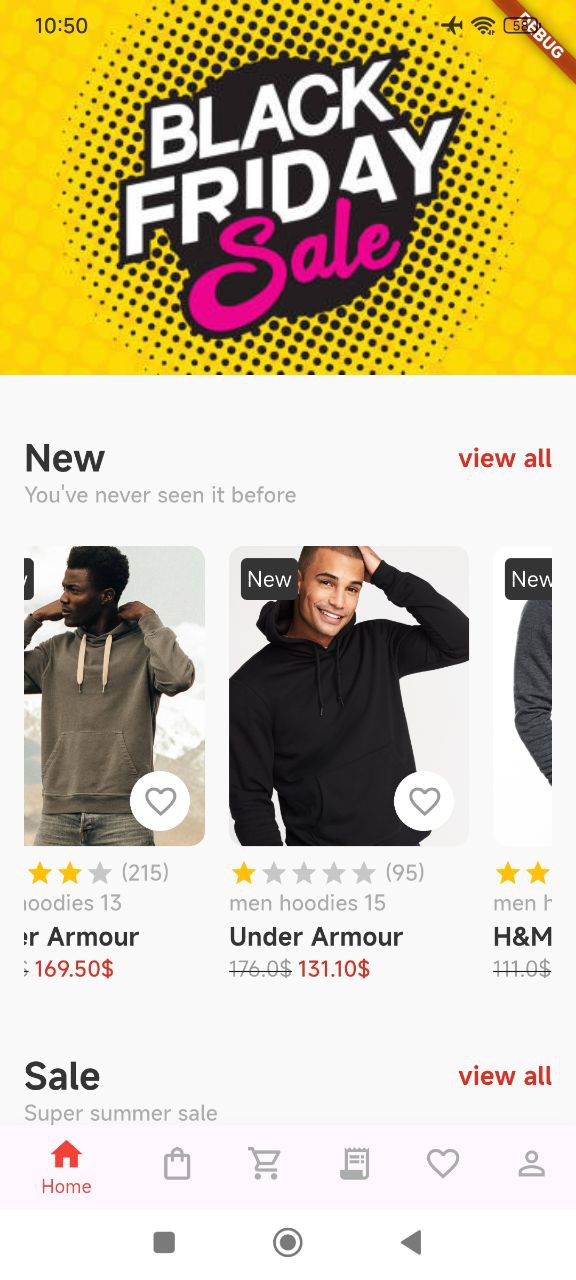 10:50
58
DEBUG
BLACK
FRIDAY
Sale
New
view all
You've never seen it before
New
New
(215)
(95)
hoodies 13
men hoodies 15
men h
er Armour
Under Armour
H&M
169.50$
176.0$ 131.10$
111.0$
Sale
view all
Super summer sale
Home